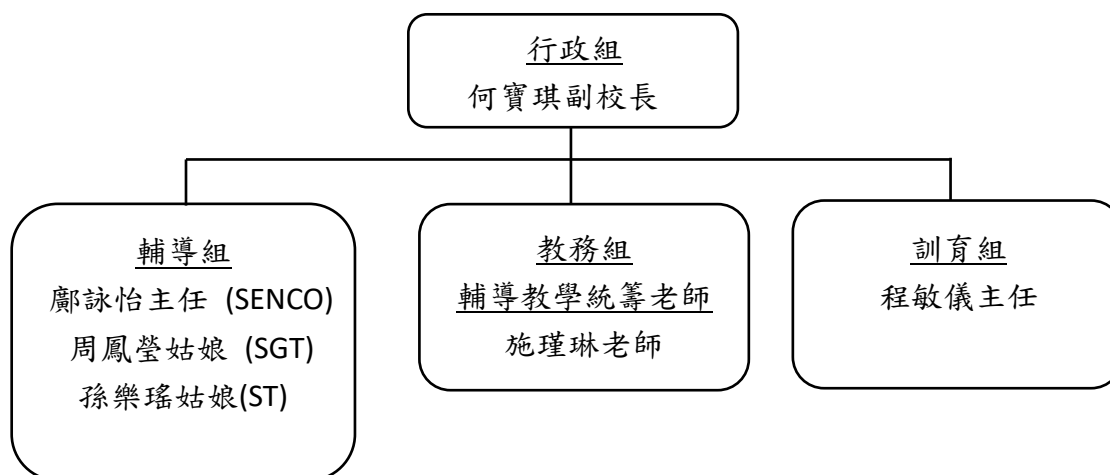 行政組
何寶琪副校長
輔導組
鄺詠怡主任 (SENCO)
周鳳瑩姑娘 (SGT)
孫樂瑤姑娘(ST)
教務組
輔導教學統籌老師
施瑾琳老師
訓育組
程敏儀主任